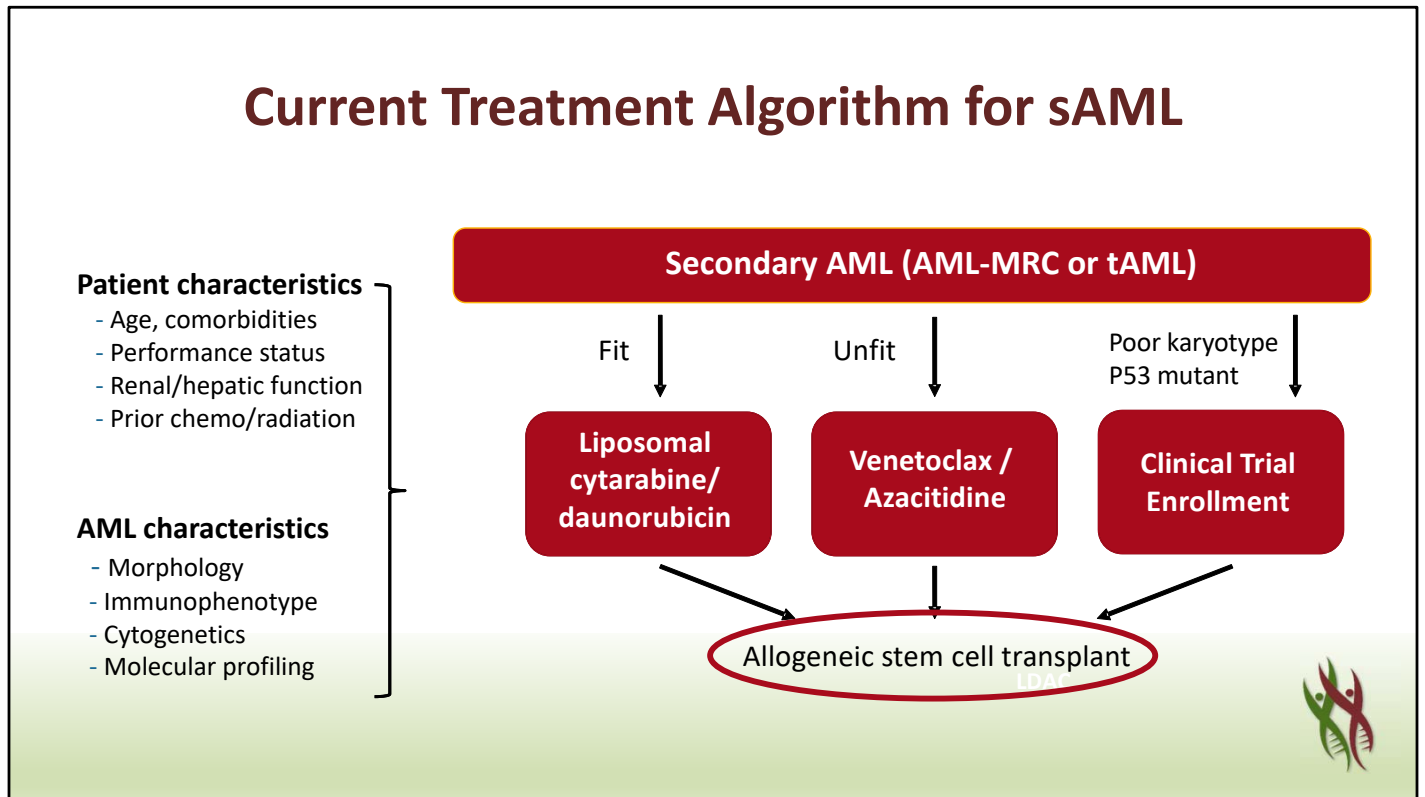 Current Treatment Algorithm for sAML
Patient characteristics
- Age, comorbidities
- Performance status
- Renal/hepatic function
- Prior chemo/radiation
AML characteristics
- Morphology
- Immunophenotype
- Cytogenetics
- Molecular profiling
Secondary AML (AML-MRC or tAML)
Fit
Unfit
Poor karyotype
P53 mutant
Liposomal
cytarabine/
daunorubicin
Venetoclax /
Azacitidine
Clinical Trial
Enrollment
Allogeneic stem cell transplant
LDAC